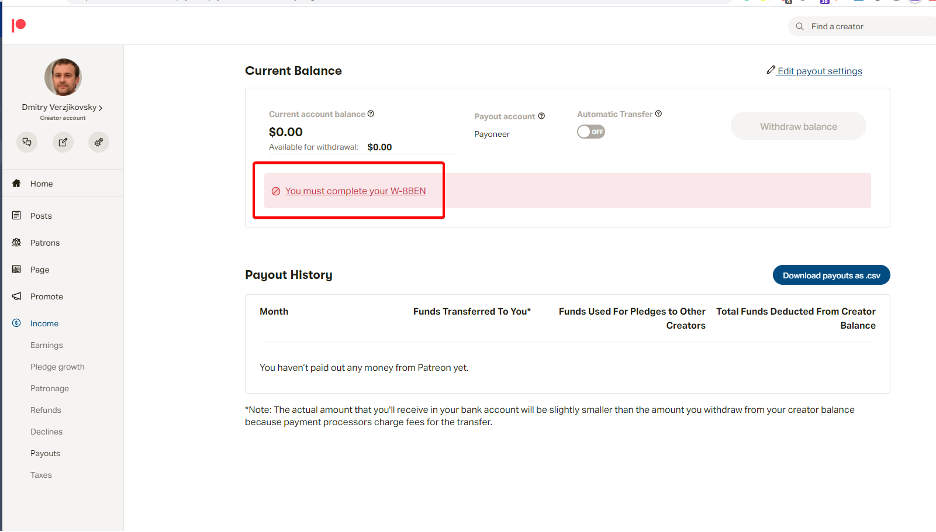 Find a creator
Dmitry Verzjikovsky
Creator account
Home
Posts
Patrons
Page
Promote
Income
Earnings
Pledge growth
Patronage
Refunds
Declines
Payouts
Taxes
Current Balance
Edit payout settings
Current account balance
$0.00
Available for withdrawal: $0.00
Payout account
Payoneer
Automatic Transfer
OFF
Withdraw balance
You must complete your W-8BEN
Payout History
Download payouts as .csv
Month
Funds Transferred To You*
Funds Used For Pledges to Other
Creators
Total Funds Deducted From Creator
Balance
You haven't paid out any money from Patreon yet.
*Note: The actual amount that you'll receive in your bank account will be slightly smaller than the amount you withdraw from your creator balance
because payment processors charge fees for the transfer.